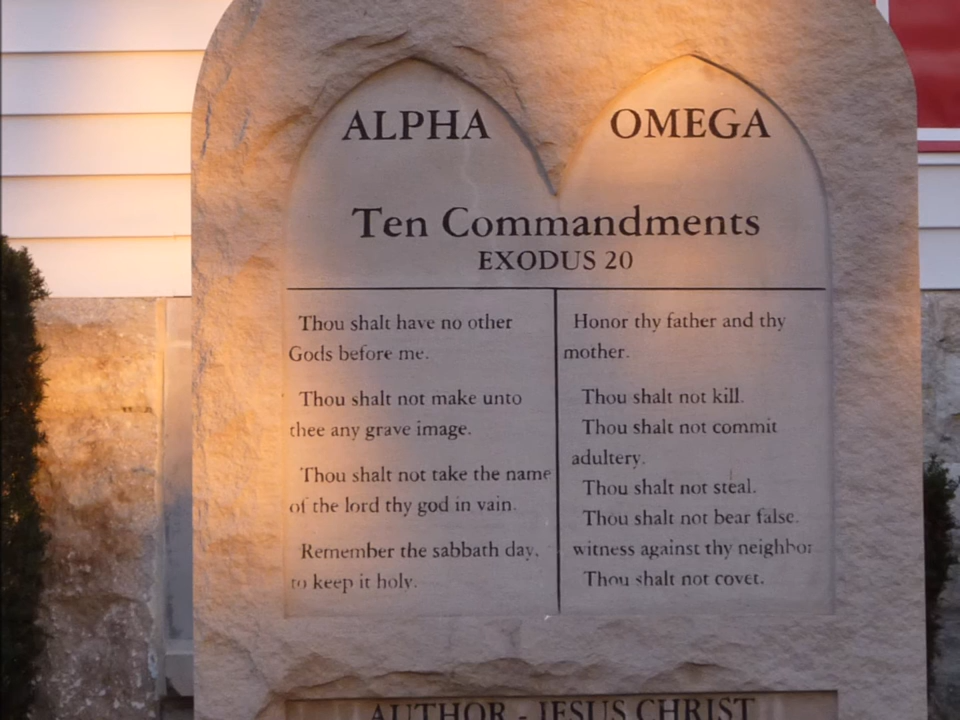 ALPHA OMEGA
Ten Commandments
EXODUS 20
Thou shalt have no other
Gods before me.
Thou shalt not make unto
thee any grave image.
Thou shalt not take the name
of the lord thy god in vain.
Remember the sabbath day,
to keep it holy.
Honor thy father and thy
mother.
Thou shalt not kill.
Thou shalt not commit
adultery.
Thou shalt not steal.
Thou shalt not bear false
witness against thy neighbor
Thou shalt not covet.
AUTHOR - JESUS CHRIST